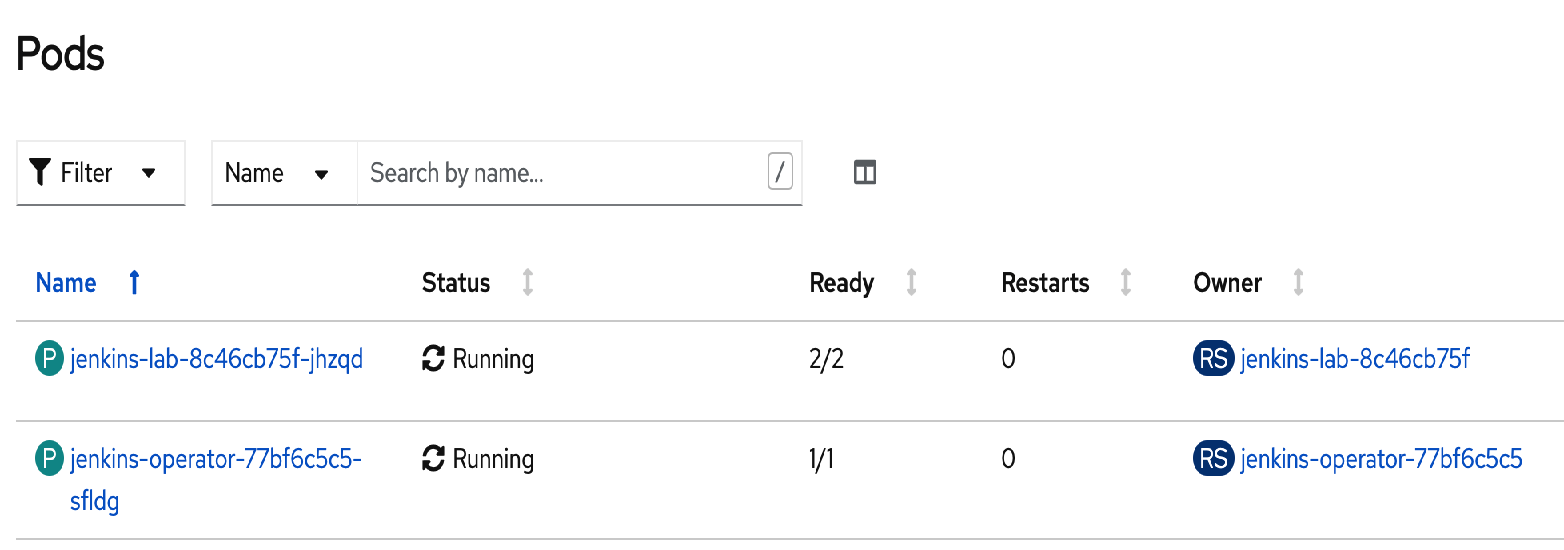 Pods
Filter Name Search by name... /
Name Status Ready Restarts Owner
P jenkins-lab-8c46cb75f-jhzqd Running 2/2 0 RS jenkins-lab-8c46cb75f
P jenkins-operator-77bf6c5c5- Running 1/1 0 RS jenkins-operator-77bf6c5c5
sfldg